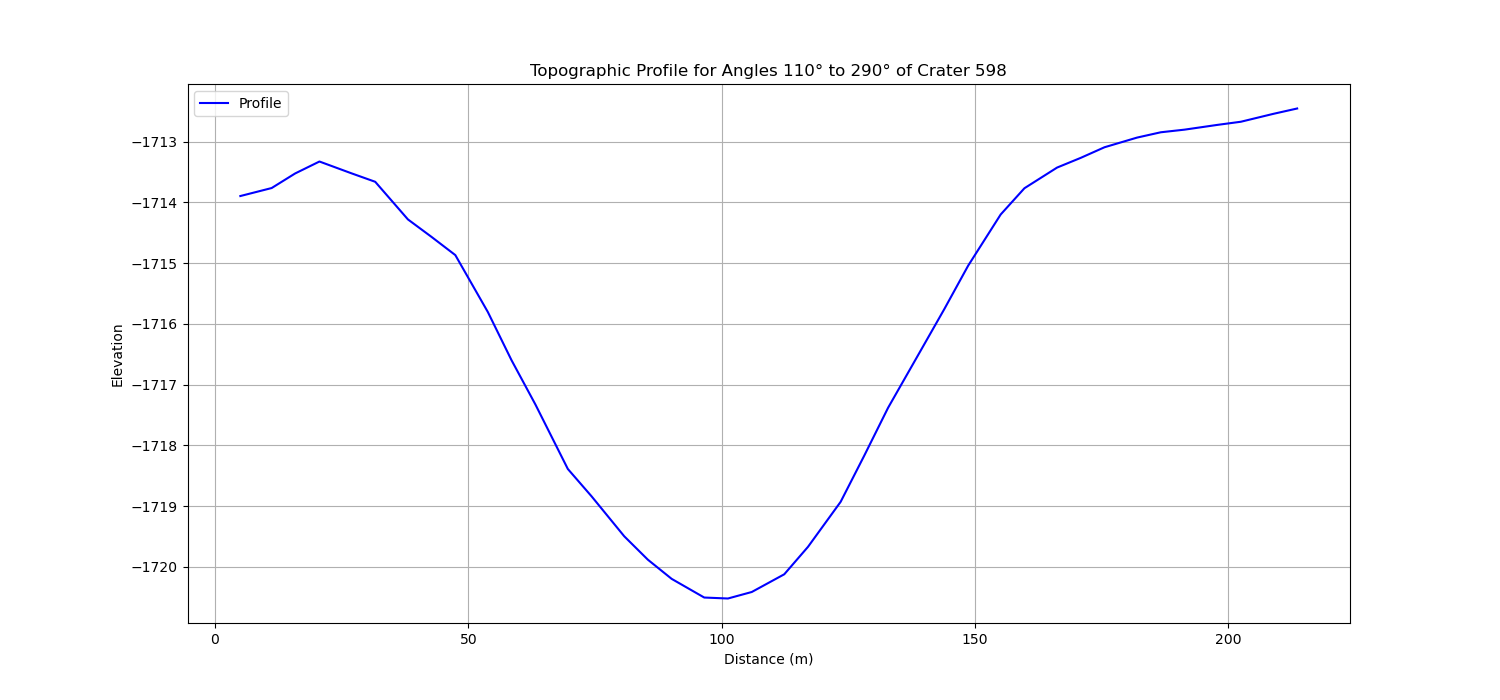 Topographic Profile for Angles 110° to 290° of Crater 598
Profile
−1713
−1714
−1715
−1716
−1717
−1718
−1719
−1720
Elevation
0 50 100 150 200
Distance (m)